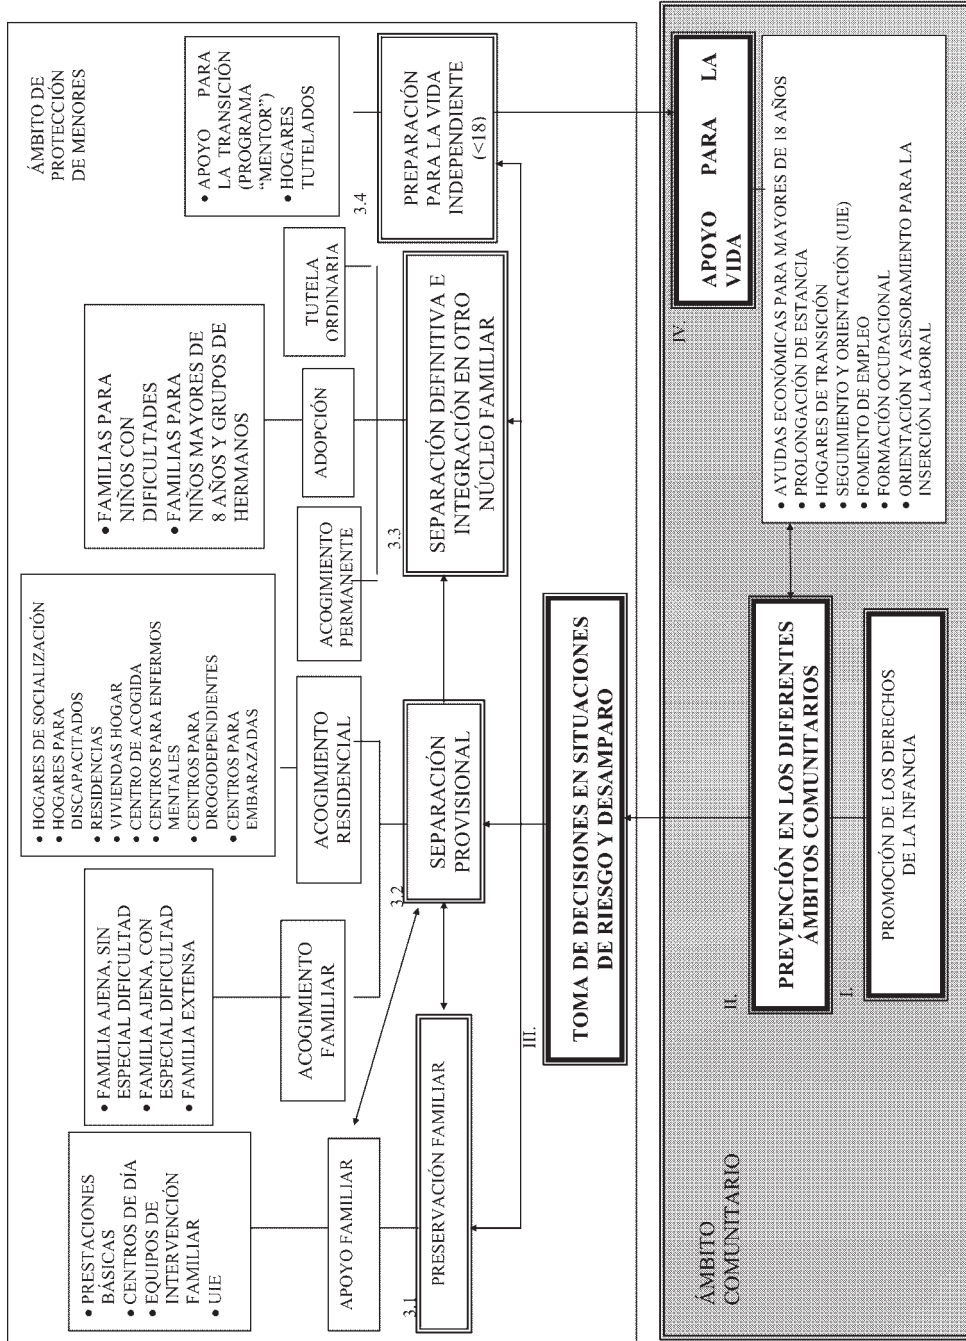 ÁMBITO DE
PROTECCIÓN
DE MENORES
• PRESTACIONES
BÁSICAS
• CENTROS DE DÍA
• EQUIPOS DE
INTERVENCIÓN
FAMILIAR
• UIE
• FAMILIA AJENA, SIN
ESPECIAL DIFICULTAD
• FAMILIA AJENA, CON
ESPECIAL DIFICULTAD
• FAMILIA EXTENSA
• HOGARES DE SOCIALIZACIÓN
• HOGARES PARA
DISCAPACITADOS
• RESIDENCIAS
• VIVIENDAS HOGAR
• CENTRO DE ACOGIDA
• CENTROS PARA ENFERMOS
MENTALES
• CENTROS PARA
DROGODEPENDIENTES
• CENTROS PARA
EMBARAZADAS
• FAMILIAS PARA
NIÑOS CON
DIFICULTADES
• FAMILIAS PARA
NIÑOS MAYORES DE
8 AÑOS Y GRUPOS DE
HERMANOS
• APOYO PARA
LA TRANSICIÓN
(PROGRAMA
“MENTOR”)
• HOGARES
TUTELADOS
APOYO FAMILIAR
ACOGIMIENTO
FAMILIAR
ACOGIMIENTO
RESIDENCIAL
ACOGIMIENTO
PERMANENTE
ADOPCIÓN
TUTELA
ORDINARIA
3.1
PRESERVACIÓN FAMILIAR
3.2
SEPARACIÓN
PROVISIONAL
3.3
SEPARACIÓN DEFINITIVA E
INTEGRACIÓN EN OTRO
NÚCLEO FAMILIAR
3.4
PREPARACIÓN
PARA LA VIDA
INDEPENDIENTE
(<18)
III.
TOMA DE DECISIONES EN SITUACIONES
DE RIESGO Y DESAMPARO
ÁMBITO
COMUNITARIO
II.
PREVENCIÓN EN LOS DIFERENTES
ÁMBITOS COMUNITARIOS
I.
PROMOCIÓN DE LOS DERECHOS
DE LA INFANCIA
IV.
APOYO PARA LA
VIDA
• AYUDAS ECONÓMICAS PARA MAYORES DE 18 AÑOS
• PROLONGACIÓN DE ESTANCIA
• HOGARES DE TRANSICIÓN
• SEGUIMIENTO Y ORIENTACIÓN (UIE)
• FOMENTO DE EMPLEO
• FORMACIÓN OCUPACIONAL
• ORIENTACIÓN Y ASESORAMIENTO PARA LA
INSERCIÓN LABORAL